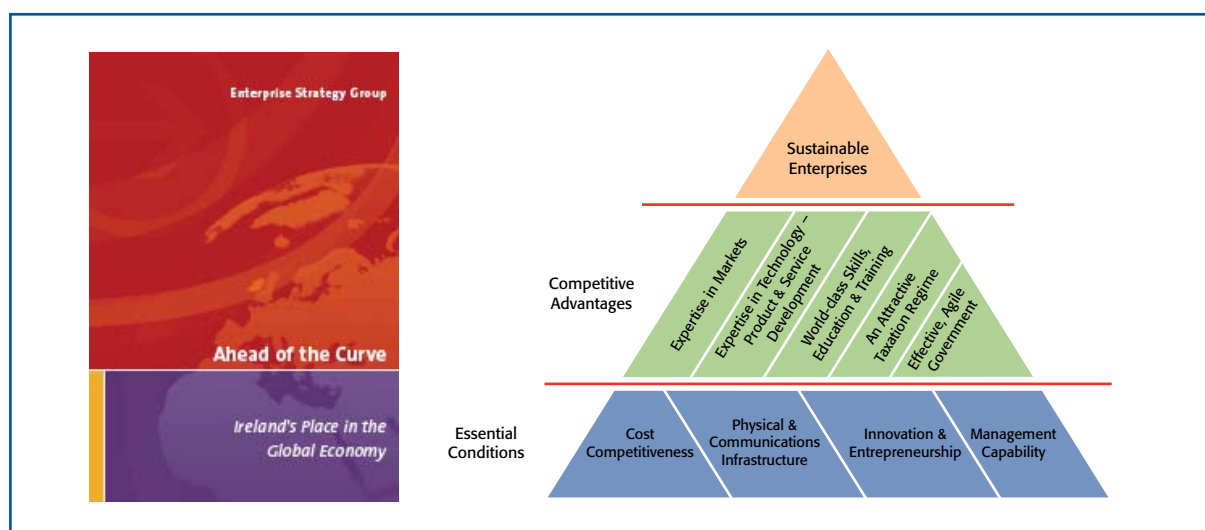 Enterprise Strategy Group
Ahead of the Curve
Ireland's Place in the
Global Economy
Sustainable
Enterprises
Competitive
Advantages
Expertise in Markets
Expertise in Technology –
Product & Service
Development
World-class Skills,
Education & Training
An Attractive
Taxation Regime
Effective, Agile
Government
Essential
Conditions
Cost
Competitiveness
Physical &
Communications
Infrastructure
Innovation &
Entrepreneurship
Management
Capability